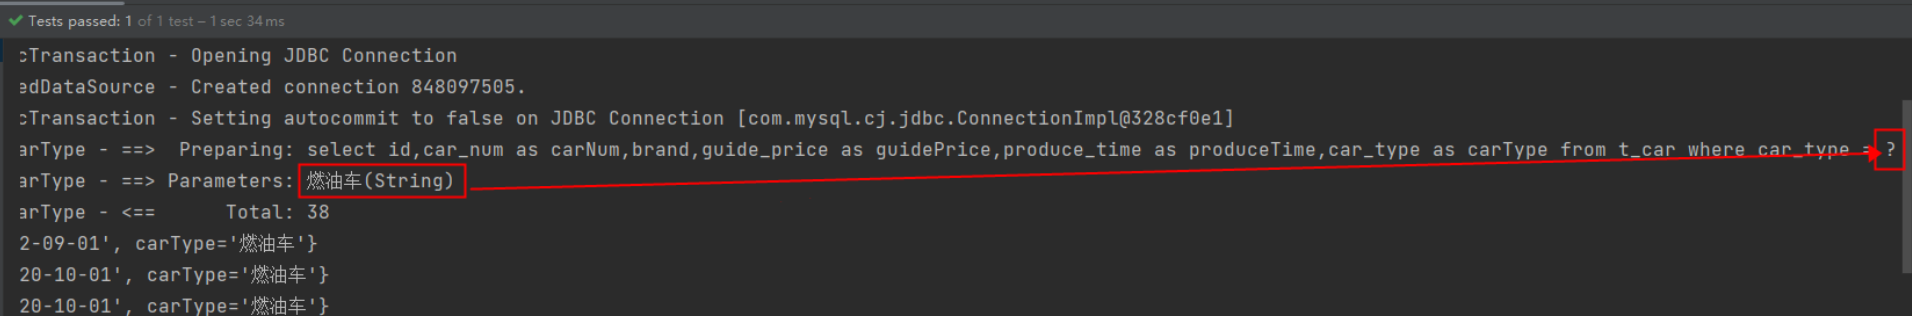 Tests passed: 1 of 1 test – 1 sec 34 ms
cTransaction - Opening JDBC Connection
edDataSource - Created connection 848097505.
cTransaction - Setting autocommit to false on JDBC Connection [com.mysql.cj.jdbc.ConnectionImpl@328cf0e1]
arType - ==>  Preparing: select id,car_num as carNum,brand,guide_price as guidePrice,produce_time as produceTime,car_type as carType from t_car where car_type = ?
arType - ==> Parameters: 燃油车(String)
arType - <==      Total: 38
2-09-01', carType='燃油车'}
20-10-01', carType='燃油车'}
20-10-01', carType='燃油车'}